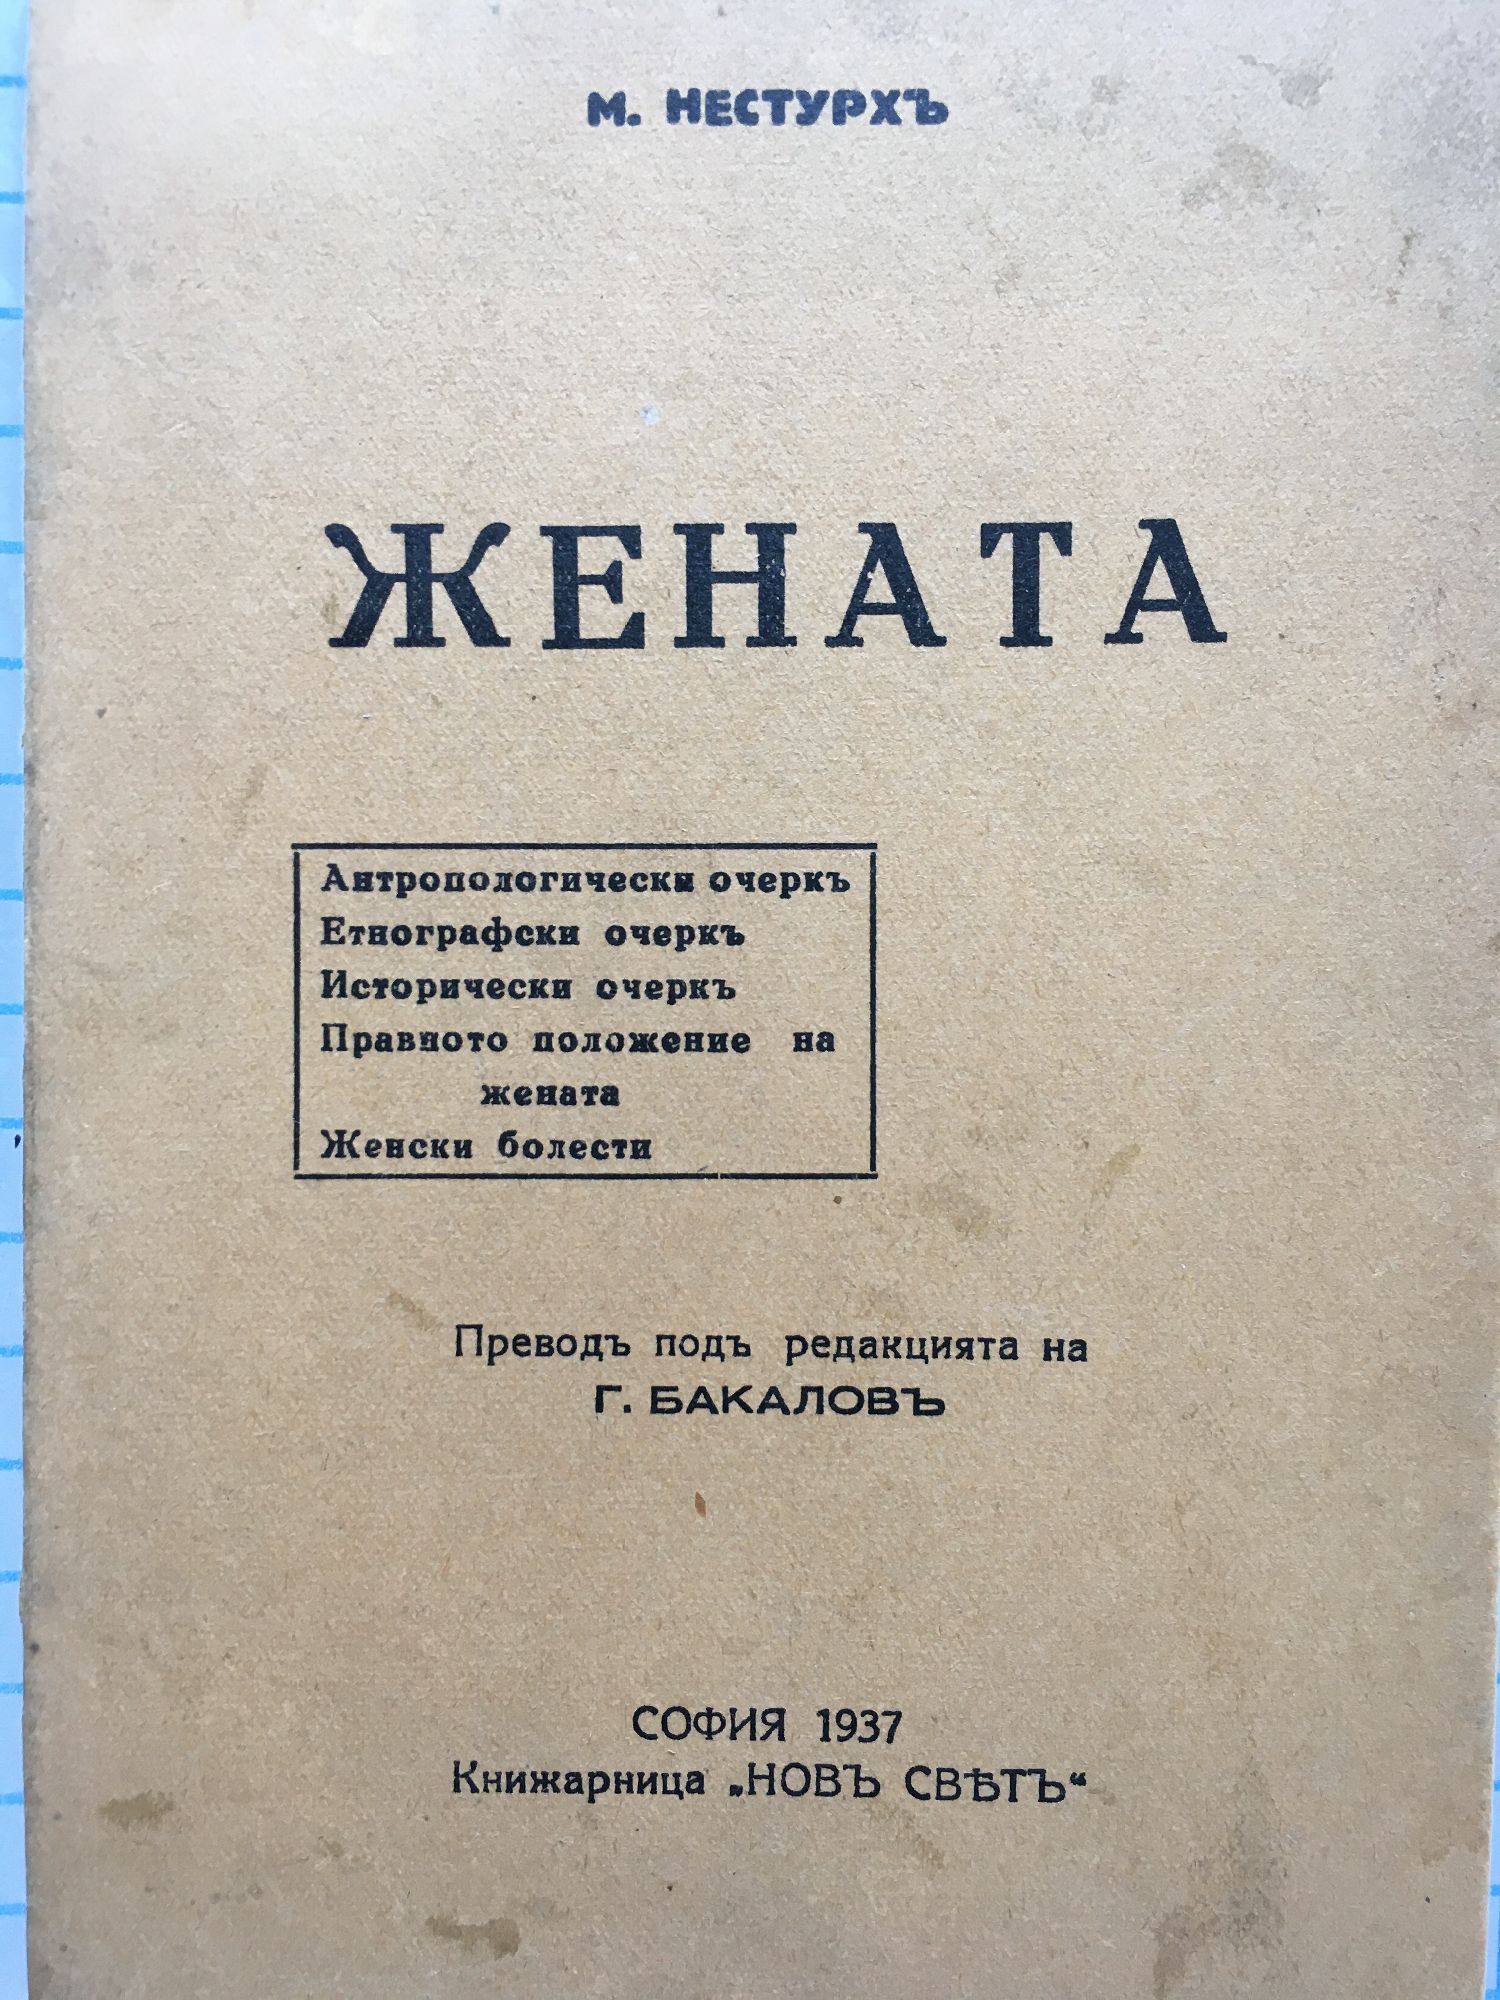 М. НЕСТУРХЪ
ЖЕНАТА
Антропологически очеркъ
Етнографски очеркъ
Исторически очеркъ
Правното положение на
жената
Женски болести
Преводъ подъ редакцията на
Г. БАКАЛОВЪ
СОФИЯ 1937
Книжарница „НОВЪ СВѢТЪ“